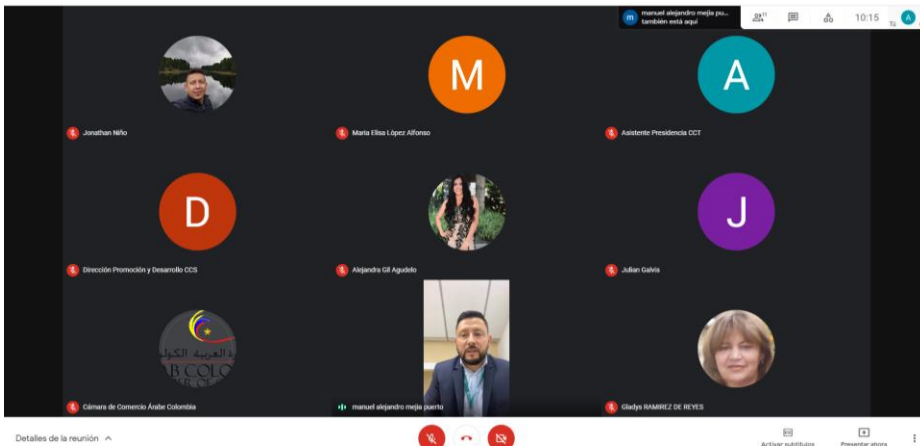 m
manuel alejandro mejia pu...
también está aquí
11
10:15
A
M
A
Jonathan Niño
Maria Elisa López Alfonso
Asistente Presidencia CCT
D
J
Dirección Promoción y Desarrollo CCS
Alejandra Gil Agudelo
Julian Galvis
Cámara de Comercio Árabe Colombia
manuel alejandro mejia puerto
Gladys RAMIREZ DE REYES
Detalles de la reunión
Activar subtítulos
Presentar ahora